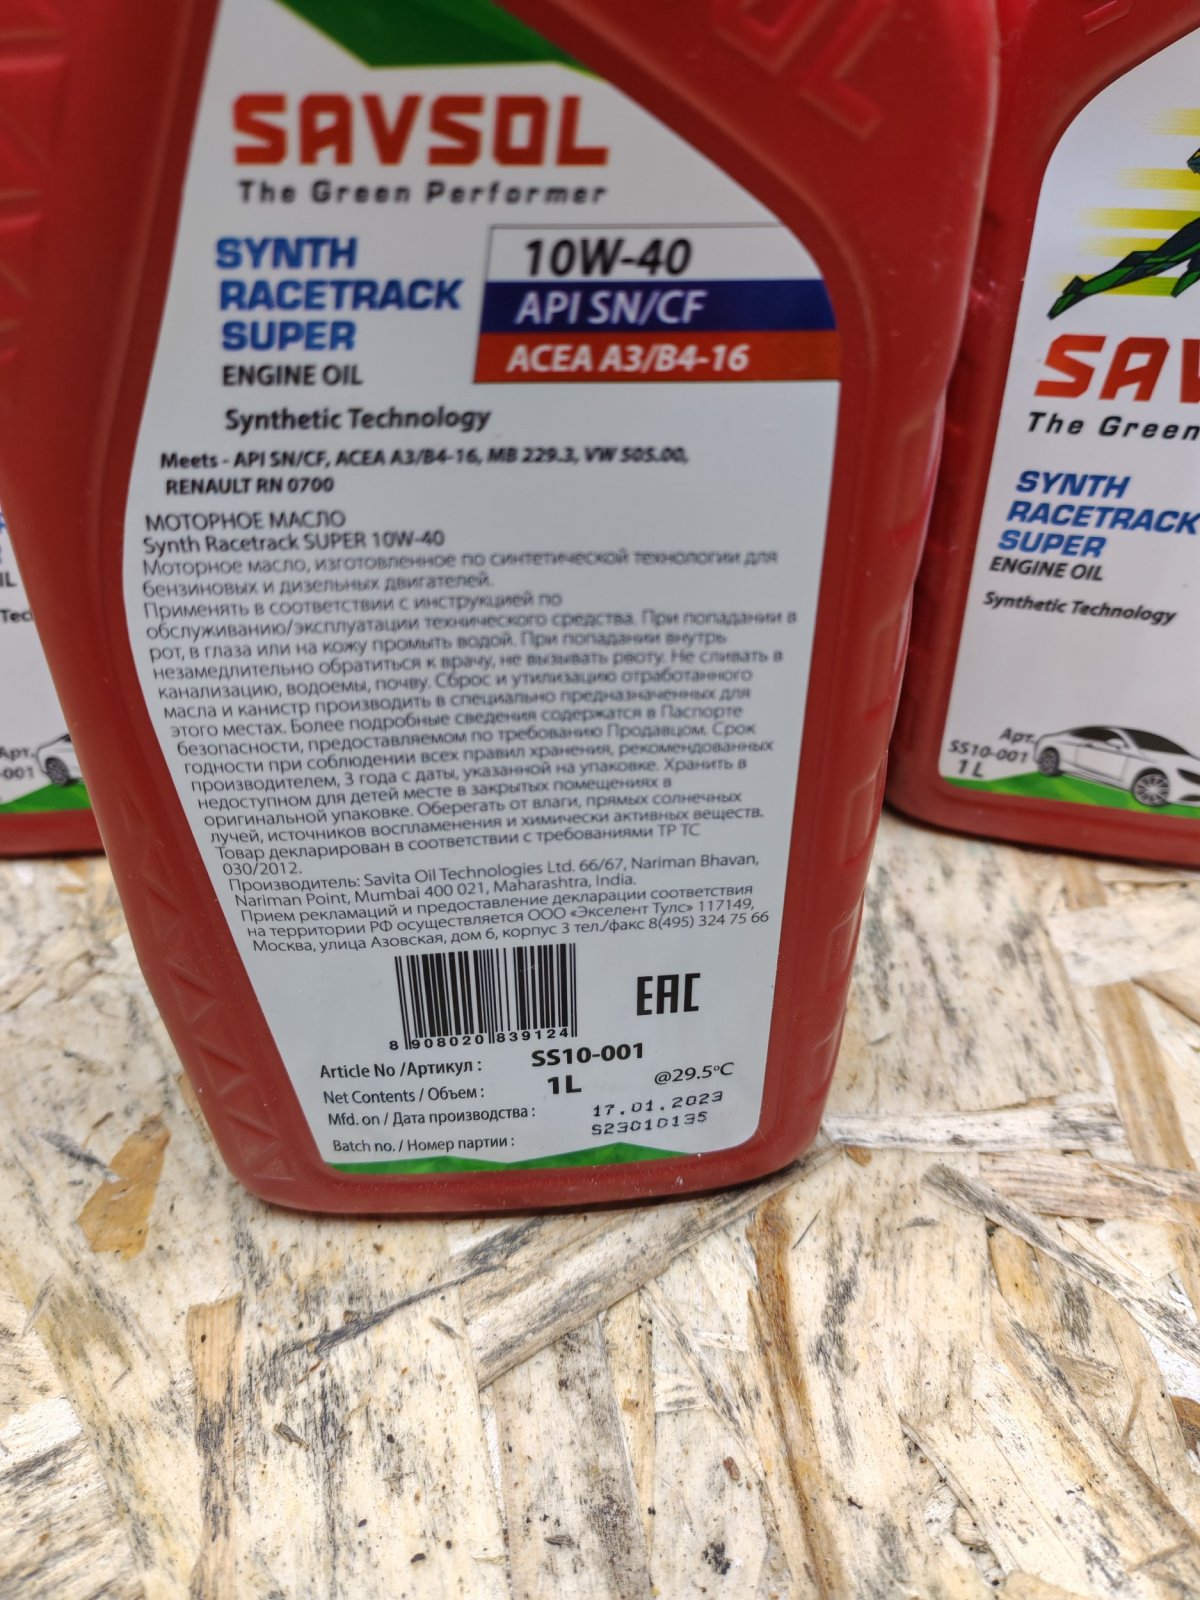 SAVSOL
The Green Performer
SYNTH
RACETRACK
SUPER
ENGINE OIL
10W-40
API SN/CF
ACEA A3/B4-16
Synthetic Technology
Meets - API SN/CF, ACEA A3/B4-16, MB 229.3, VW 505.00,
RENAULT RN 0700
МОТОРНОЕ МАСЛО
Synth Racetrack SUPER 10W-40
Моторное масло, изготовленное по синтетической технологии для
бензиновых и дизельных двигателей.
Применять в соответствии с инструкцией по
обслуживанию/эксплуатации технического средства. При попадании в
рот, в глаза или на кожу промыть водой. При попадании внутрь
незамедлительно обратиться к врачу, не вызывать рвоту. Не сливать в
канализацию, водоемы, почву. Сброс и утилизацию отработанного
масла и канистр производить в специально предназначенных для
этого местах. Более подробные сведения содержатся в Паспорте
безопасности, предоставляемом по требованию Продавцом. Срок
годности при соблюдении всех правил хранения, рекомендованных
производителем, 3 года с даты, указанной на упаковке. Хранить в
недоступном для детей месте в закрытых помещениях в
оригинальной упаковке. Оберегать от влаги, прямых солнечных
лучей, источников воспламенения и химически активных веществ.
Товар декларирован в соответствии с требованиями ТР ТС
030/2012.
Производитель: Savita Oil Technologies Ltd. 66/67, Nariman Bhavan,
Nariman Point, Mumbai 400 021, Maharashtra, India.
Прием рекламаций и предоставление декларации соответствия
на территории РФ осуществляется ООО «Экселент Тулс» 117149,
Москва, улица Азовская, дом 6, корпус 3 тел./факс 8(495) 324 75 66
8 908020 839124
EAC
Article No /Артикул : SS10-001
Net Contents / Объем : 1L @29.5°C
Mfd. on / Дата производства : 17.01.2023
Batch no. / Номер партии : S23010135
SAV
The Green
SYNTH
RACETRACK
SUPER
ENGINE OIL
Synthetic Technology
Арт.
SS10-001
1 L
IL
Tec
Арт.
-001